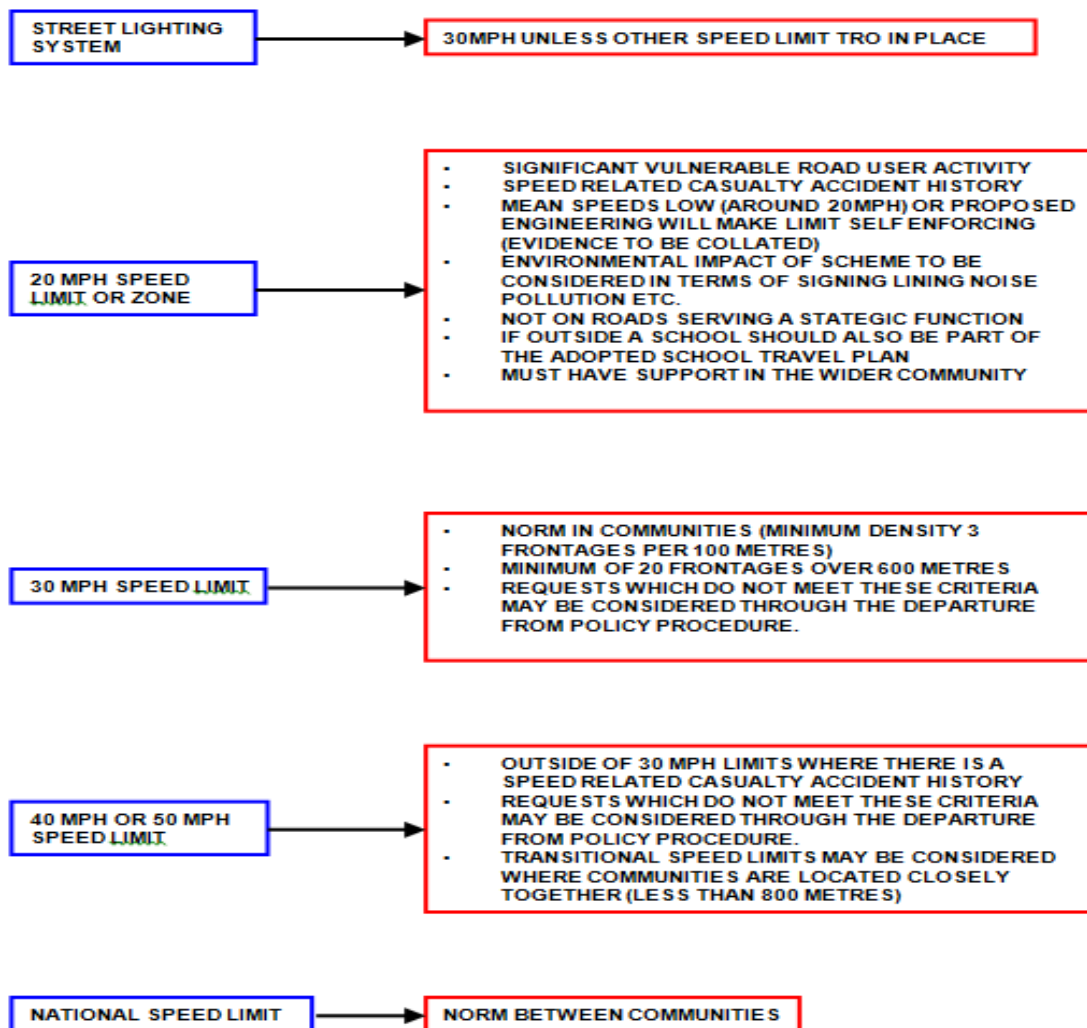 STREET LIGHTING
SYSTEM
30MPH UNLESS OTHER SPEED LIMIT TRO IN PLACE
20 MPH SPEED
LIMIT OR ZONE
- SIGNIFICANT VULNERABLE ROAD USER ACTIVITY
- SPEED RELATED CASUALTY ACCIDENT HISTORY
- MEAN SPEEDS LOW (AROUND 20MPH) OR PROPOSED
ENGINEERING WILL MAKE LIMIT SELF ENFORCING
(EVIDENCE TO BE COLLATED)
- ENVIRONMENTAL IMPACT OF SCHEME TO BE
CONSIDERED IN TERMS OF SIGNING LINING NOISE
POLLUTION ETC.
- NOT ON ROADS SERVING A STATEGIC FUNCTION
- IF OUTSIDE A SCHOOL SHOULD ALSO BE PART OF
THE ADOPTED SCHOOL TRAVEL PLAN
- MUST HAVE SUPPORT IN THE WIDER COMMUNITY
30 MPH SPEED LIMIT
- NORM IN COMMUNITIES (MINIMUM DENSITY 3
FRONTAGES PER 100 METRES)
- MINIMUM OF 20 FRONTAGES OVER 600 METRES
- REQUESTS WHICH DO NOT MEET THESE CRITERIA
MAY BE CONSIDERED THROUGH THE DEPARTURE
FROM POLICY PROCEDURE.
40 MPH OR 50 MPH
SPEED LIMIT
- OUTSIDE OF 30 MPH LIMITS WHERE THERE IS A
SPEED RELATED CASUALTY ACCIDENT HISTORY
- REQUESTS WHICH DO NOT MEET THESE CRITERIA
MAY BE CONSIDERED THROUGH THE DEPARTURE
FROM POLICY PROCEDURE.
- TRANSITIONAL SPEED LIMITS MAY BE CONSIDERED
WHERE COMMUNITIES ARE LOCATED CLOSELY
TOGETHER (LESS THAN 800 METRES)
NATIONAL SPEED LIMIT
NORM BETWEEN COMMUNITIES